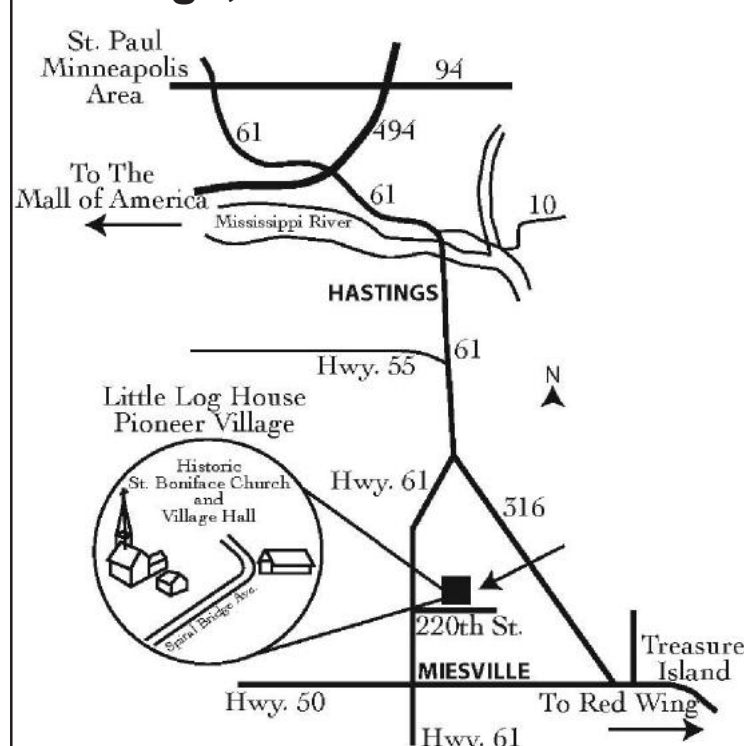 St. Paul
Minneapolis
Area
94
61
494
To The
Mall of America
61
10
Mississippi River
HASTINGS
61
Hwy. 55
N
Little Log House
Pioneer Village
Historic
St. Boniface Church
and
Village Hall
Spiral Bridge Ave.
Hwy. 61
316
220th St.
MIESVILLE
Treasure
Island
Hwy. 50
To Red Wing
Hwy. 61